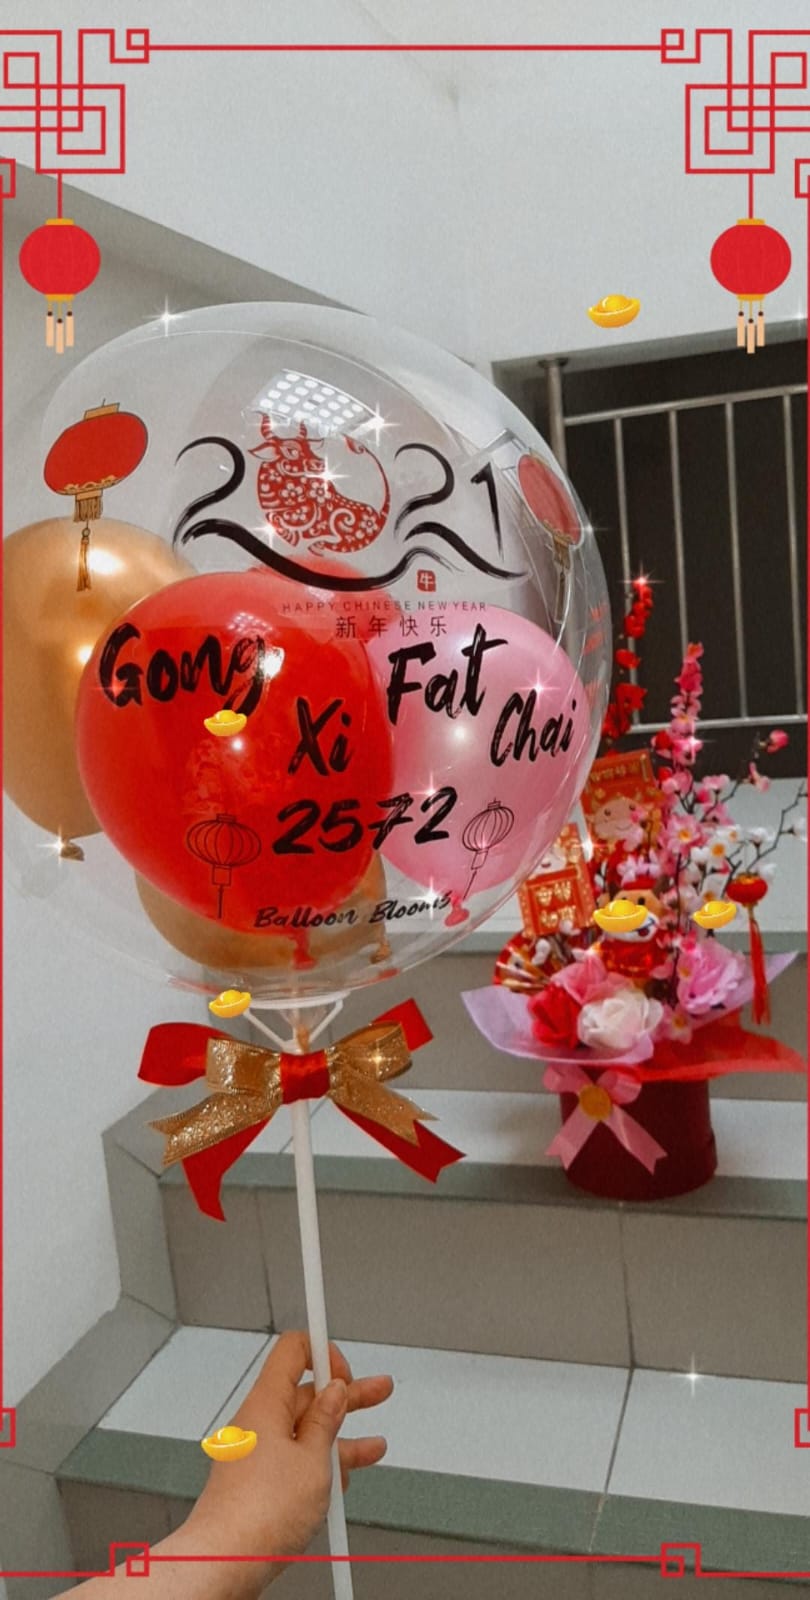 2021
牛
HAPPY CHINESE NEW YEAR
新年快乐
Gong
Xi
Fat
Chai
2572
Balloon Blooms